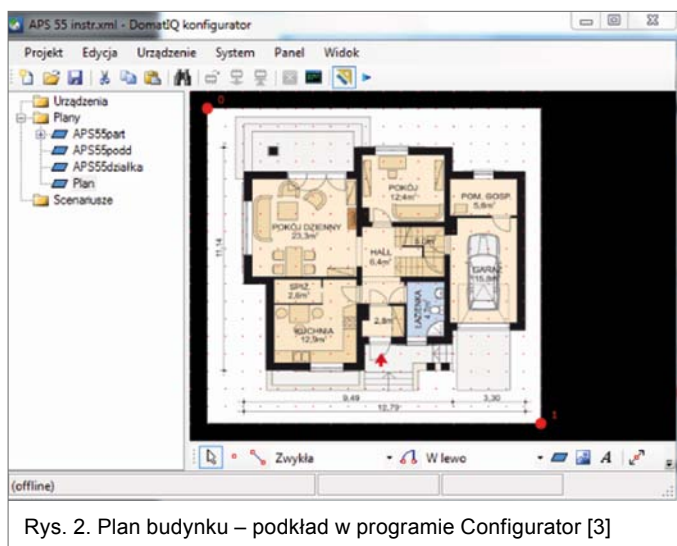 APS 55 instr.xml - DomatIQ konfigurator
Projekt Edycja Urządzenie System Panel Widok
Urządzenia
Plany
APS55part
APS55podd
APS55działka
Plan
Scenariusze
0
POKÓJ
12,4m²
POM. GOSP.
5,6m²
POKÓJ DZIENNY
23,3m²
HALL
6,4m²
GARAŻ
11,14
SPIŻ.
2,6m²
ŁAZIENKA
KUCHNIA
12,9m²
2,8m²
9,49
3,30
12,79
1
Zwykła
W lewo
A
(offline)
Rys. 2. Plan budynku – podkład w programie Configurator [3]